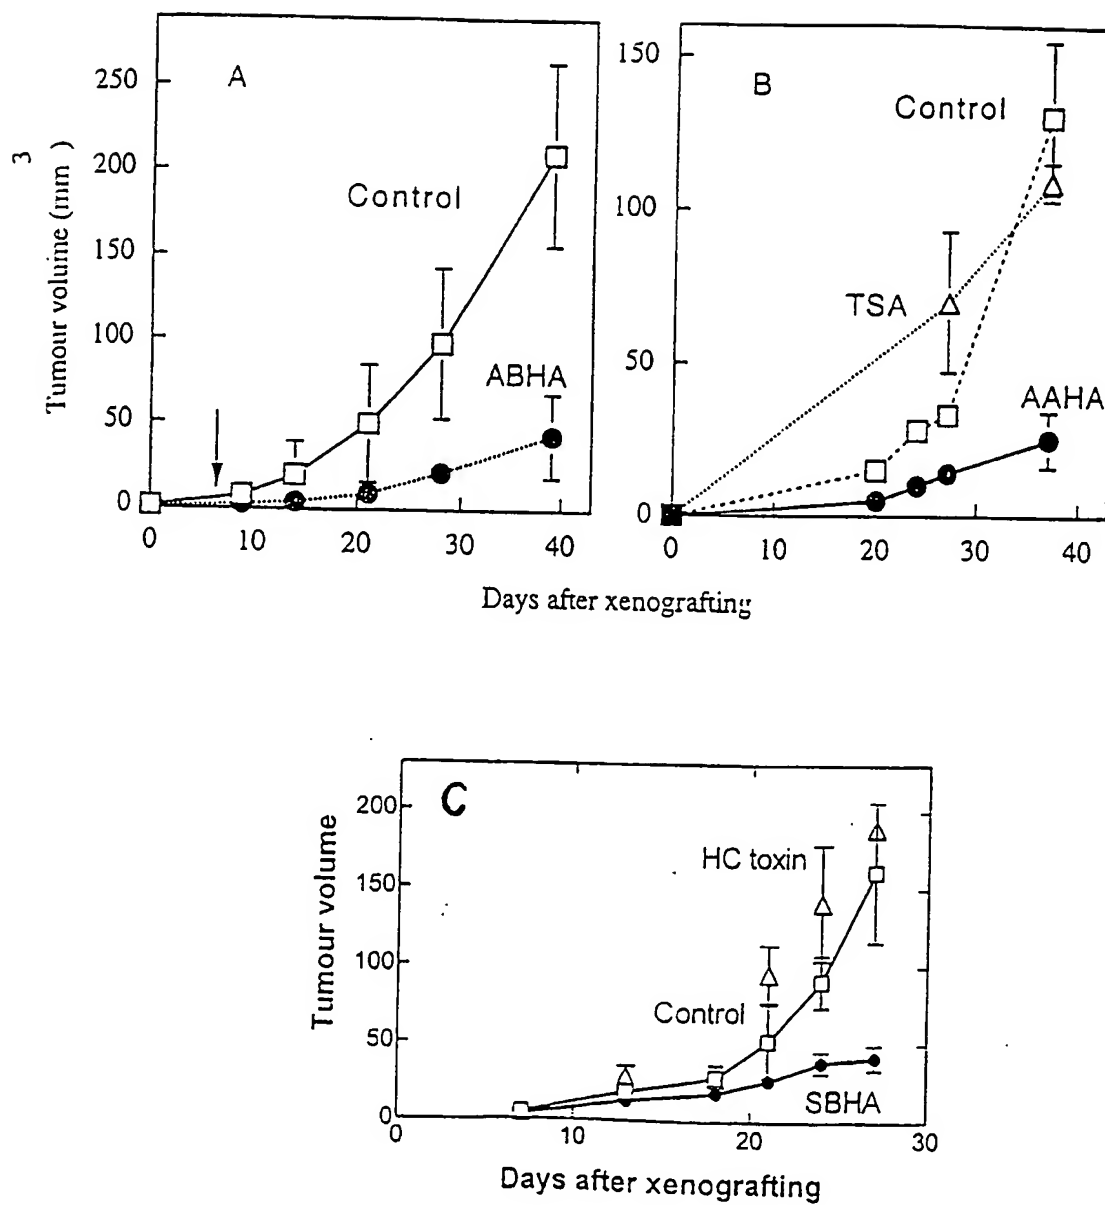 A
B
250
200
150
100
50
0
Tumour volume (mm 3 )
Control
ABHA
0 10 20 30 40
150
100
50
0
Control
TSA
AAHA
0 10 20 30 40
Days after xenografting
C
200
150
100
50
0
Tumour volume
HC toxin
Control
SBHA
0 10 20 30
Days after xenografting